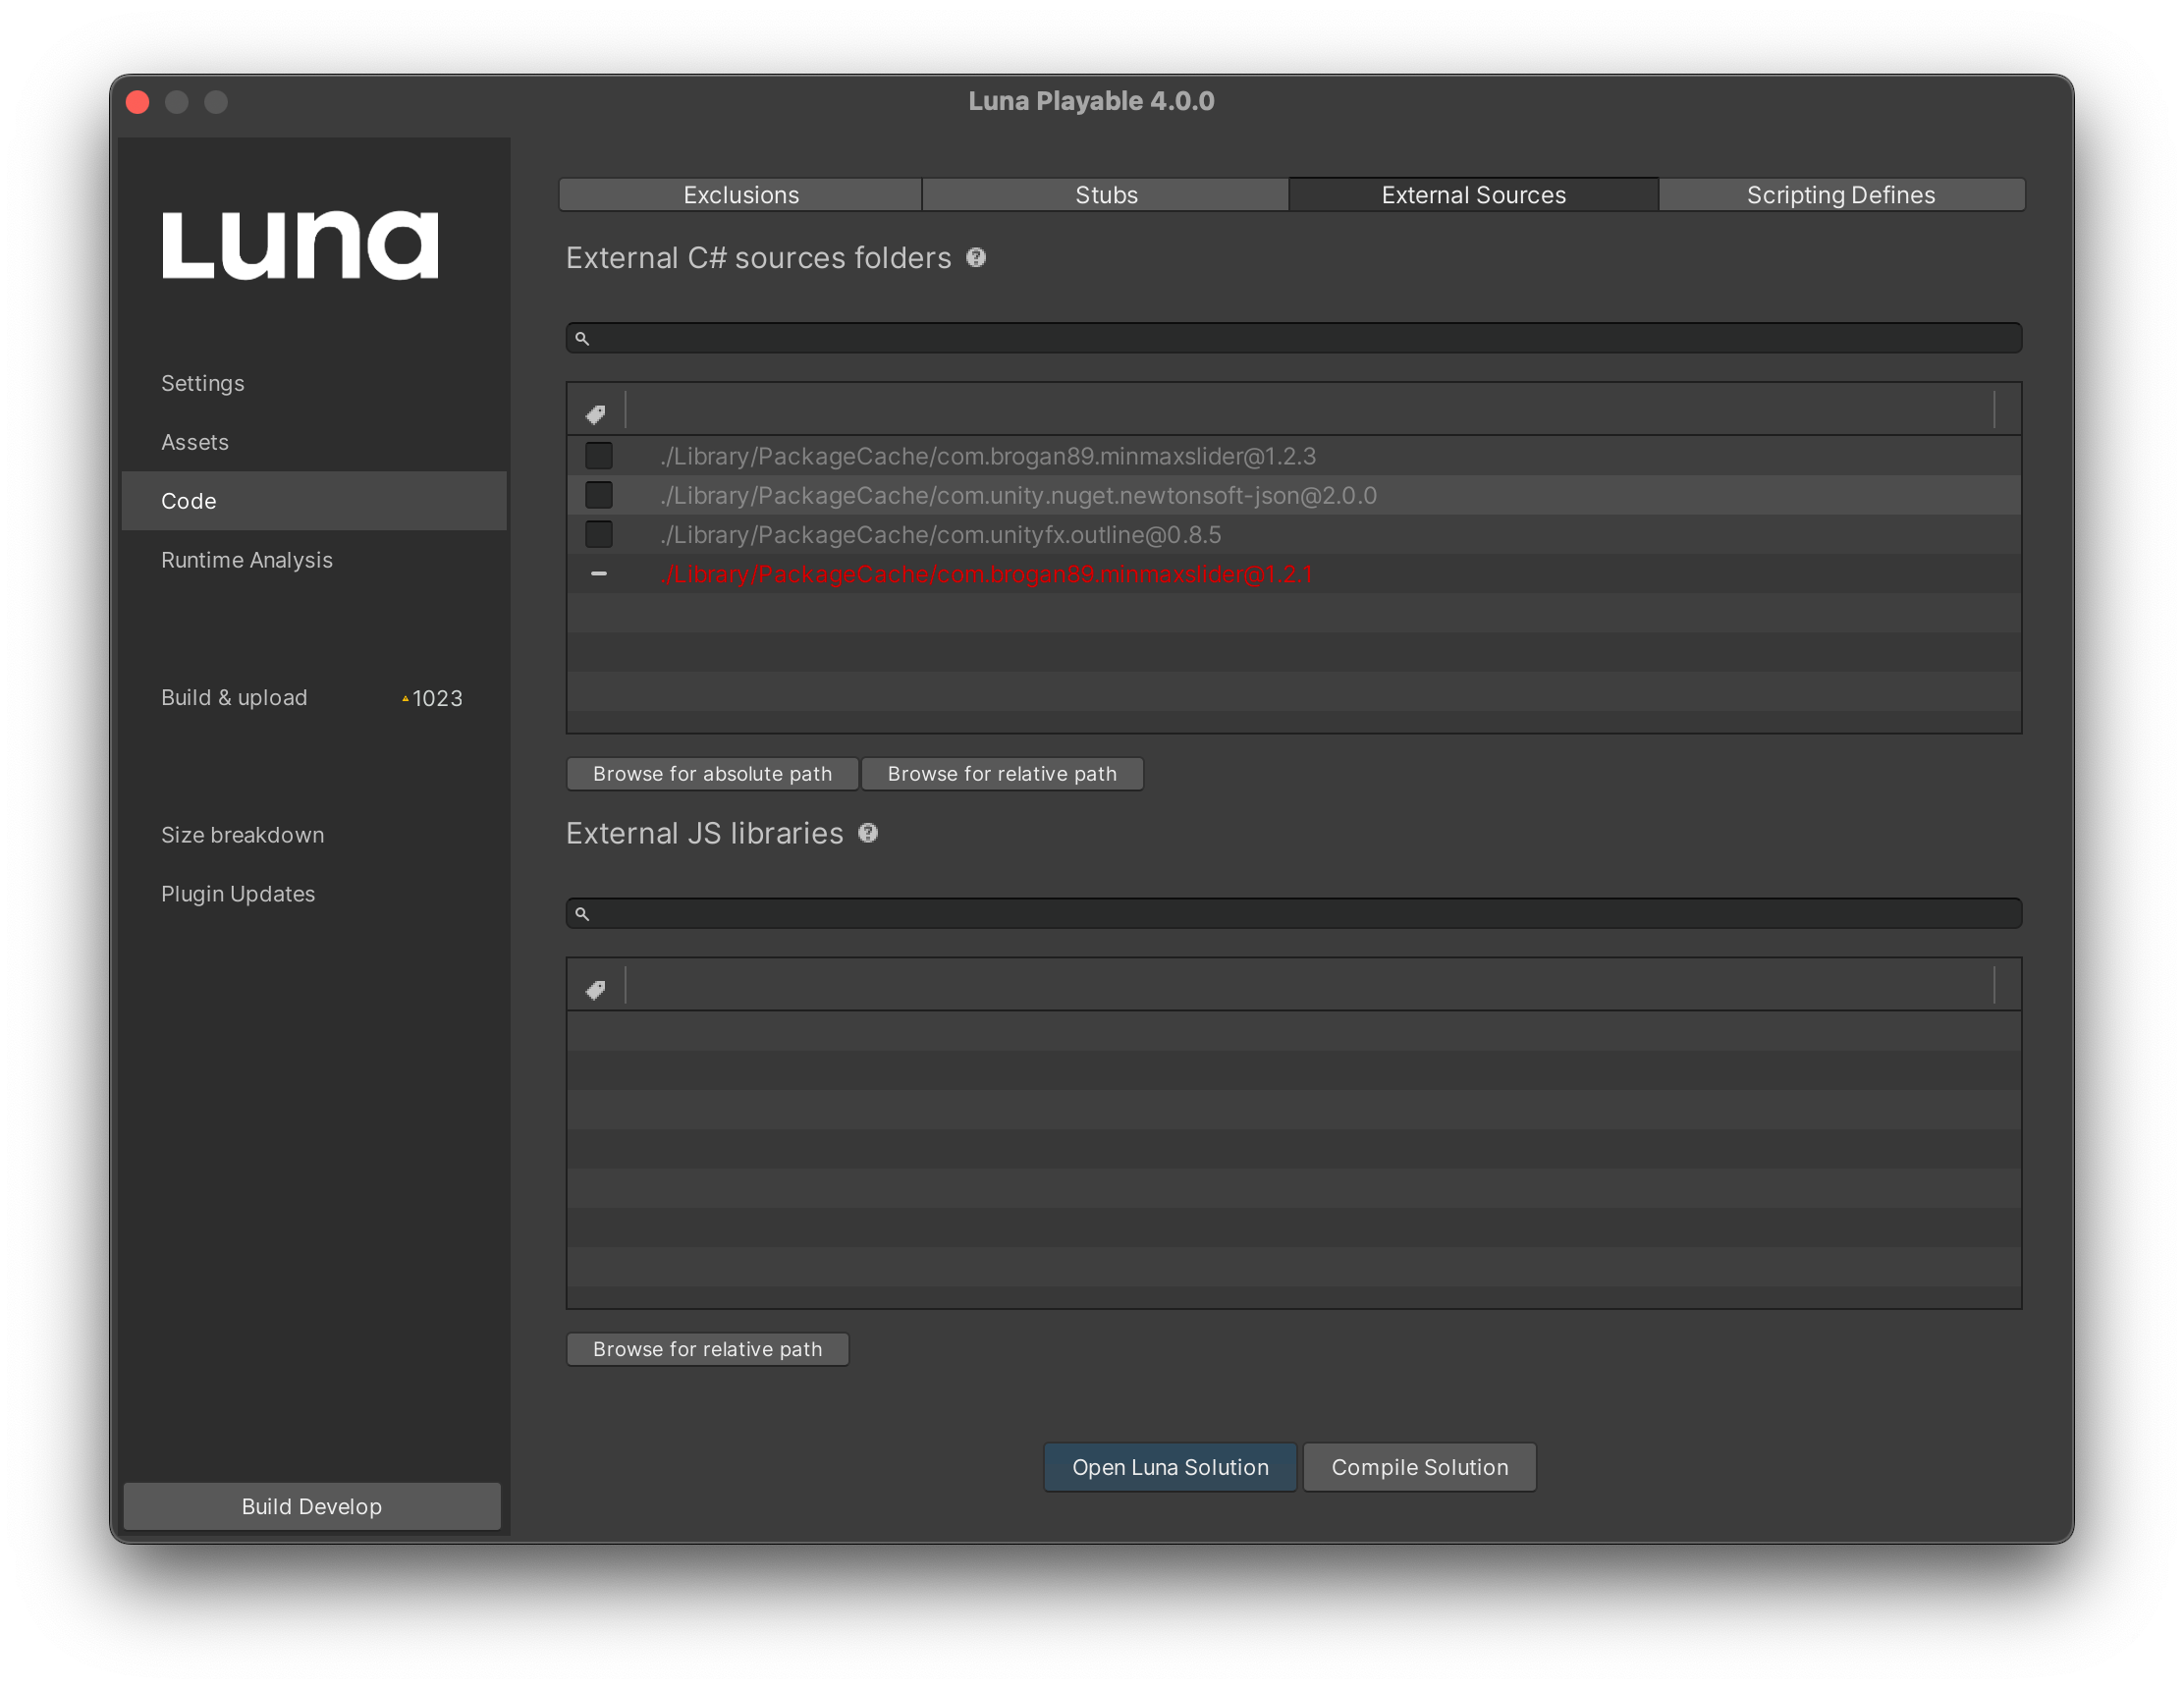 Luna Playable 4.0.0
Luna
Settings
Assets
Code
Runtime Analysis
Build & upload 1023
Size breakdown
Plugin Updates
Build Develop
Exclusions Stubs External Sources Scripting Defines
External C# sources folders
./Library/PackageCache/com.brogan89.minmaxslider@1.2.3
./Library/PackageCache/com.unity.nuget.newtonsoft-json@2.0.0
./Library/PackageCache/com.unityfx.outline@0.8.5
./Library/PackageCache/com.brogan89.minmaxslider@1.2.1
Browse for absolute path Browse for relative path
External JS libraries
Browse for relative path
Open Luna Solution Compile Solution